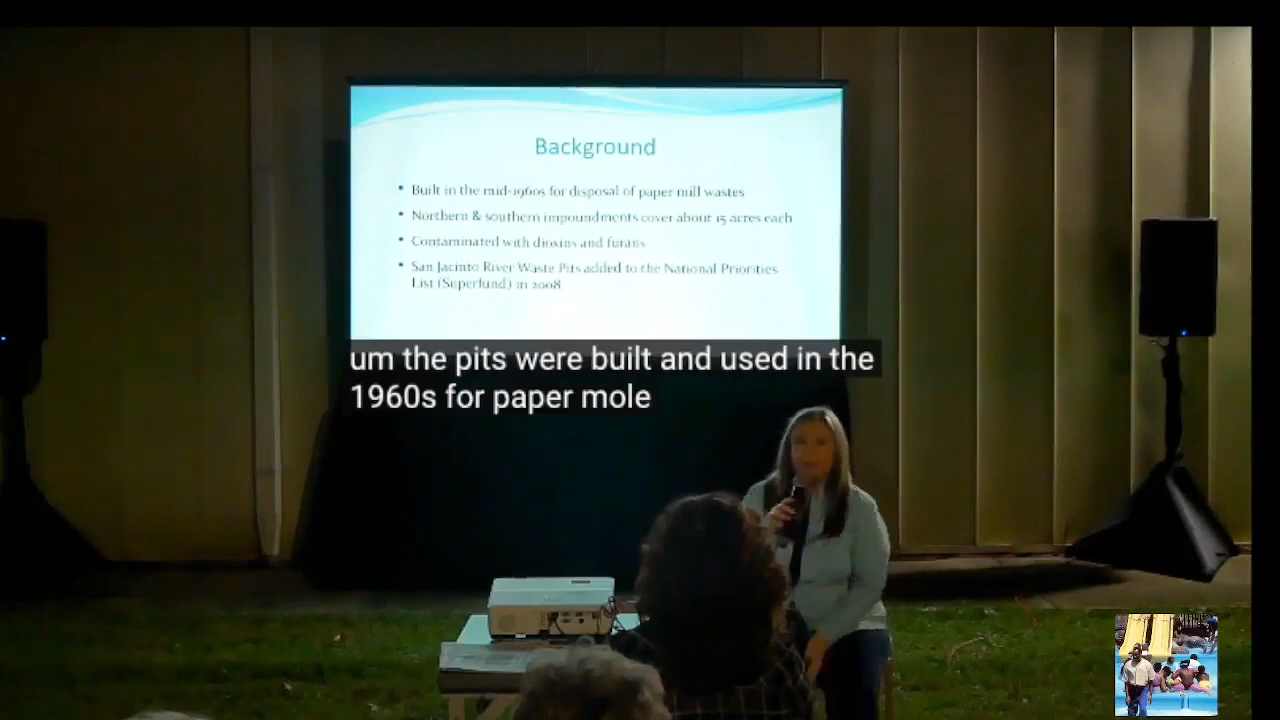 Background
• Built in the mid-1960s for disposal of paper mill wastes
• Northern & southern impoundments cover about 15 acres each
• Contaminated with dioxins and furans
• San Jacinto River Waste Pits added to the National Priorities
List (Superfund) in 2008
um the pits were built and used in the
1960s for paper mole